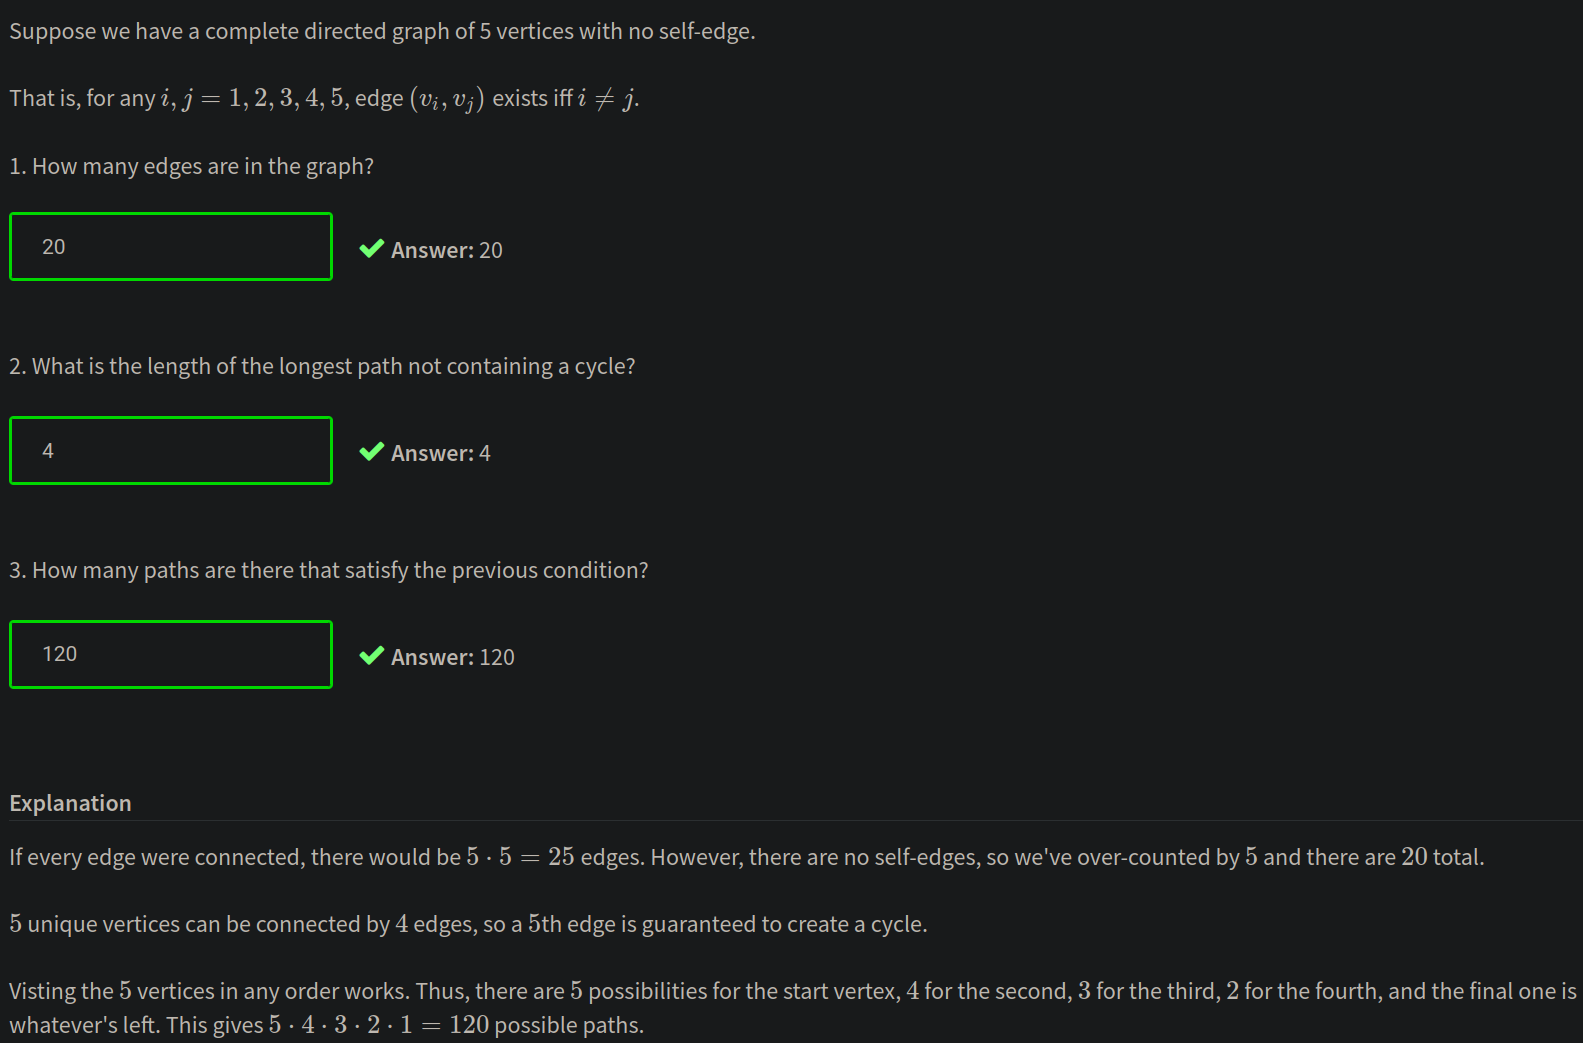 Suppose we have a complete directed graph of 5 vertices with no self-edge.
That is, for any i, j = 1, 2, 3, 4, 5, edge (v_i, v_j) exists iff i ≠ j.
1. How many edges are in the graph?
20
Answer: 20
2. What is the length of the longest path not containing a cycle?
4
Answer: 4
3. How many paths are there that satisfy the previous condition?
120
Answer: 120
Explanation
If every edge were connected, there would be 5 · 5 = 25 edges. However, there are no self-edges, so we've over-counted by 5 and there are 20 total.
5 unique vertices can be connected by 4 edges, so a 5th edge is guaranteed to create a cycle.
Visting the 5 vertices in any order works. Thus, there are 5 possibilities for the start vertex, 4 for the second, 3 for the third, 2 for the fourth, and the final one is
whatever's left. This gives 5 · 4 · 3 · 2 · 1 = 120 possible paths.